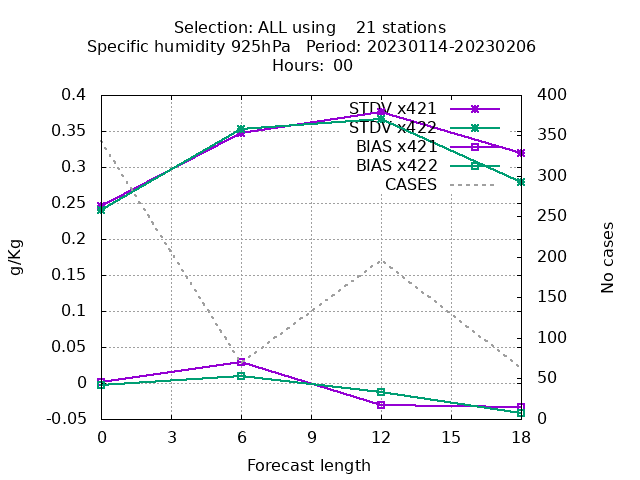 Selection: ALL using    21 stations
Specific humidity 925hPa   Period: 20230114-20230206
Hours:  00
STDV x421
STDV x422
BIAS x421
BIAS x422
CASES
0.4
0.35
0.3
0.25
0.2
0.15
0.1
0.05
0
-0.05
g/Kg
400
350
300
250
200
150
100
50
0
No cases
0 3 6 9 12 15 18
Forecast length